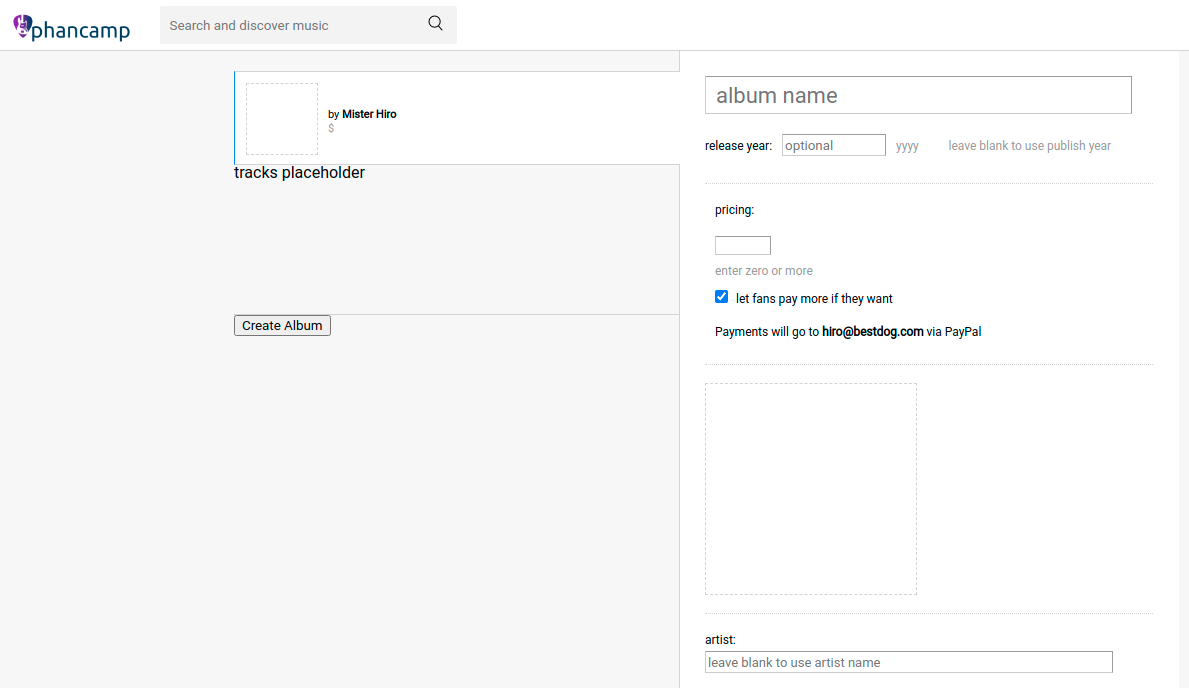 phancamp
Search and discover music
by Mister Hiro
$
tracks placeholder
Create Album
album name
release year: optional yyyy leave blank to use publish year
pricing:
enter zero or more
let fans pay more if they want
Payments will go to hiro@bestdog.com via PayPal
artist:
leave blank to use artist name